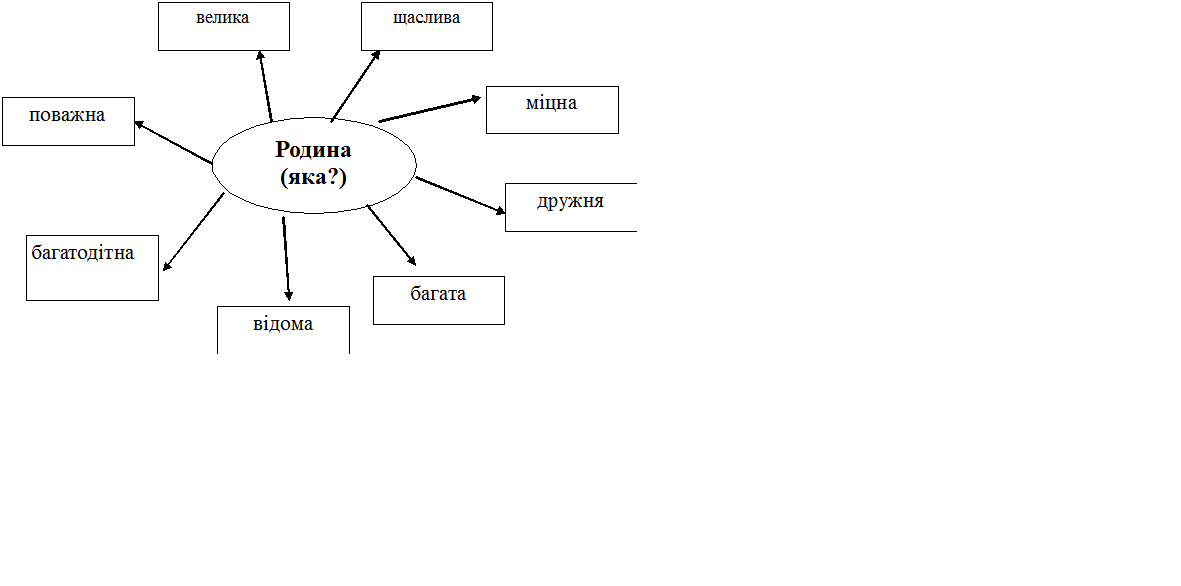 велика
щаслива
міцна
поважна
Родина
(яка?)
дружня
багатодітна
багата
відома